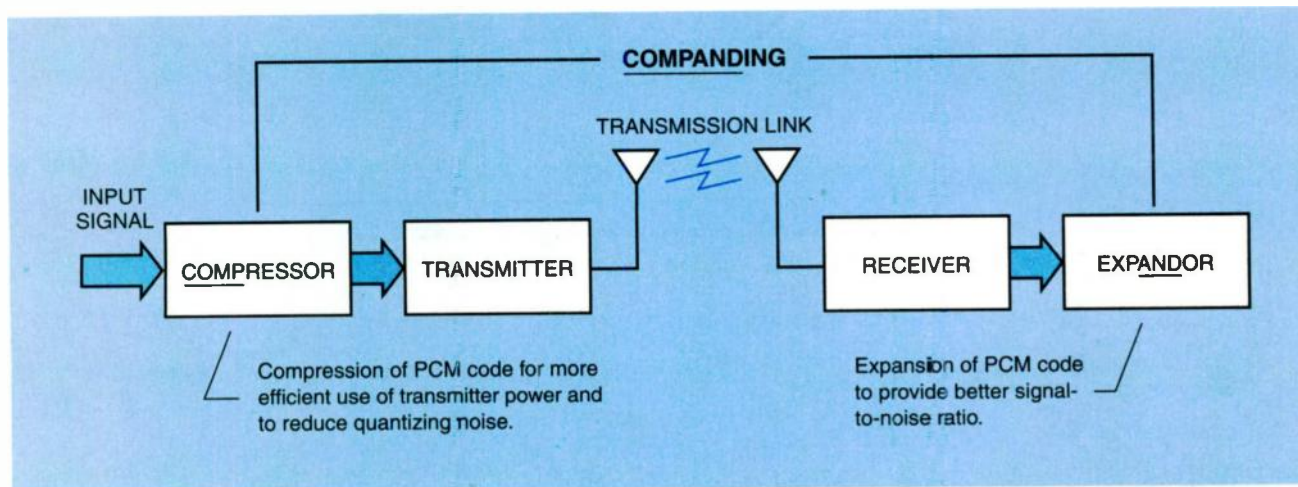 COMPANDING
TRANSMISSION LINK
INPUT
SIGNAL
COMPRESSOR
TRANSMITTER
RECEIVER
EXPANDOR
Compression of PCM code for more
efficient use of transmitter power and
to reduce quantizing noise.
Expansion of PCM code
to provide better signal-
to-noise ratio.